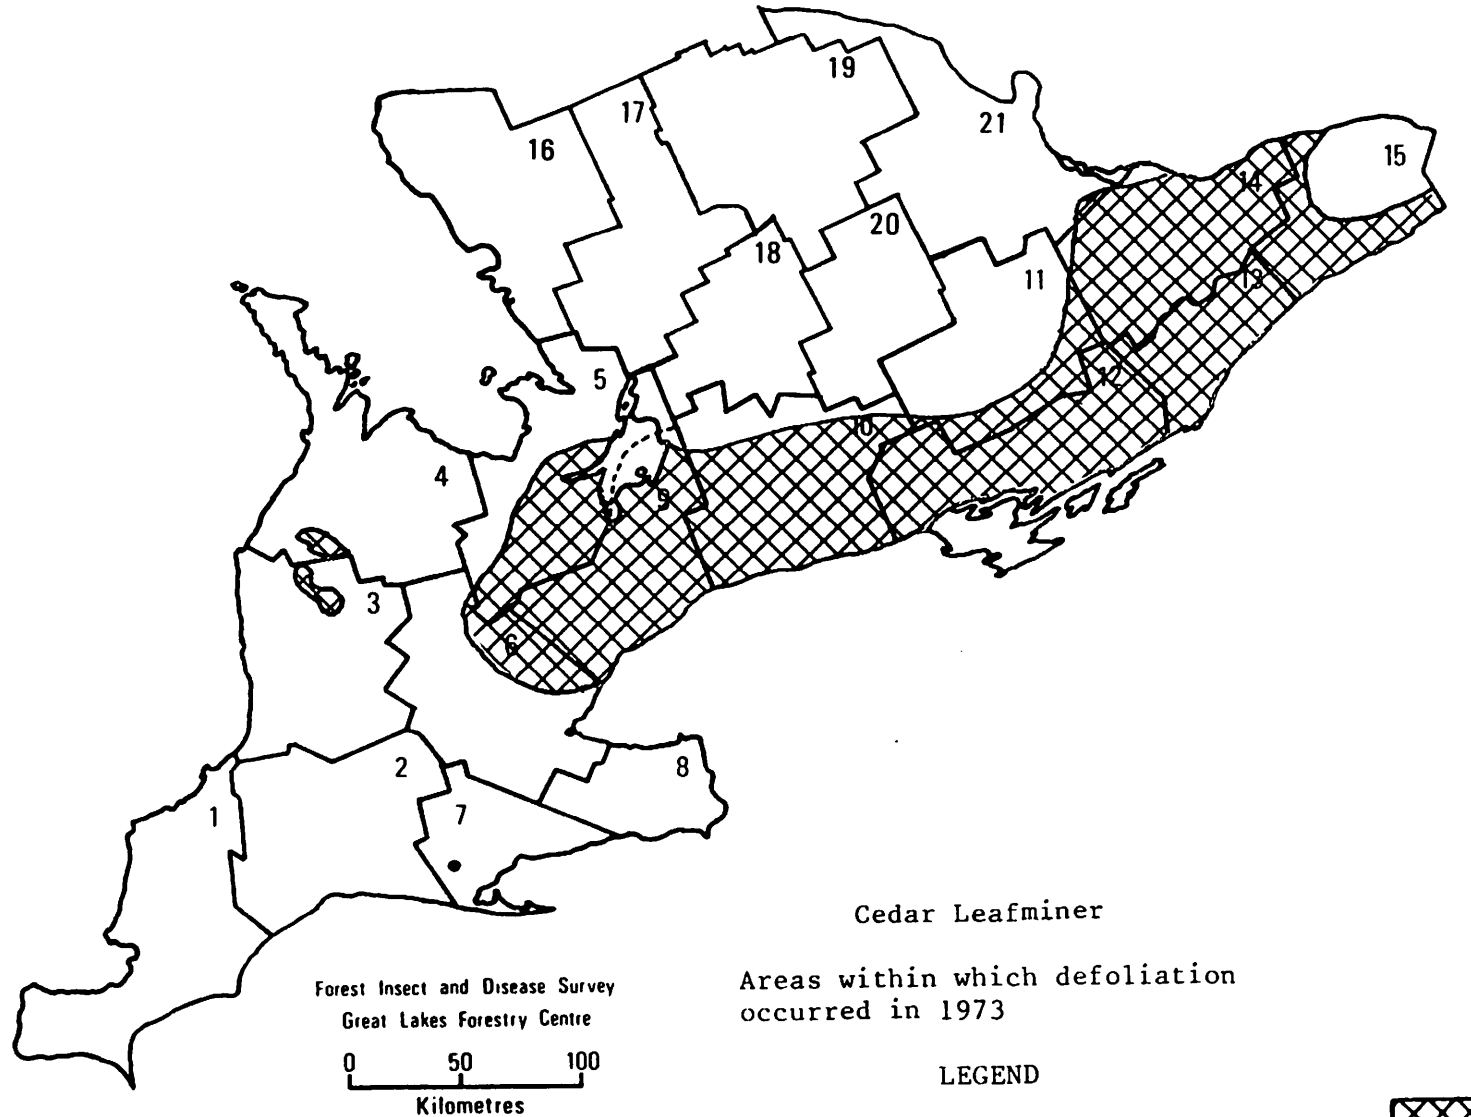 19
17
21
16
15
14
20
18
11
13
5
12
10
4
9
3
6
2
8
1
7
Cedar Leafminer
Areas within which defoliation
occurred in 1973
Forest Insect and Disease Survey
Great Lakes Forestry Centre
0 50 100
Kilometres
LEGEND